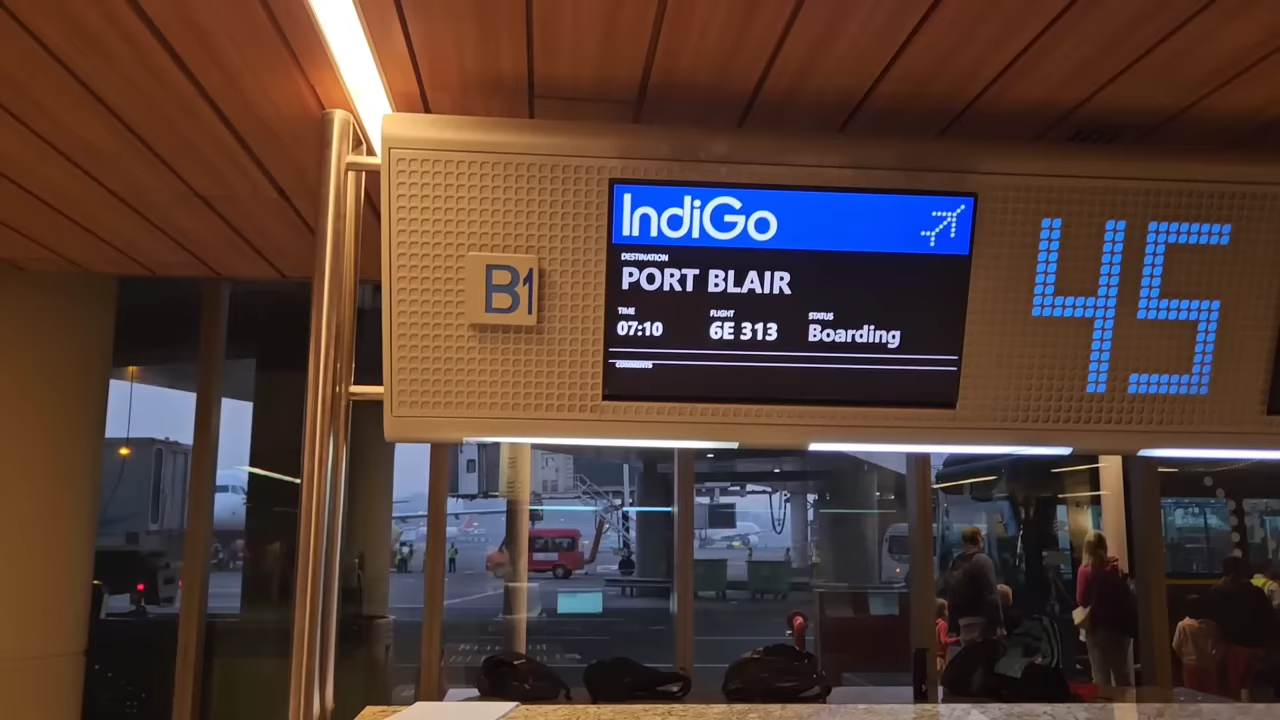 B1
IndiGo
DESTINATION
PORT BLAIR
TIME FLIGHT STATUS
07:10 6E 313 Boarding
COMMENTS
45